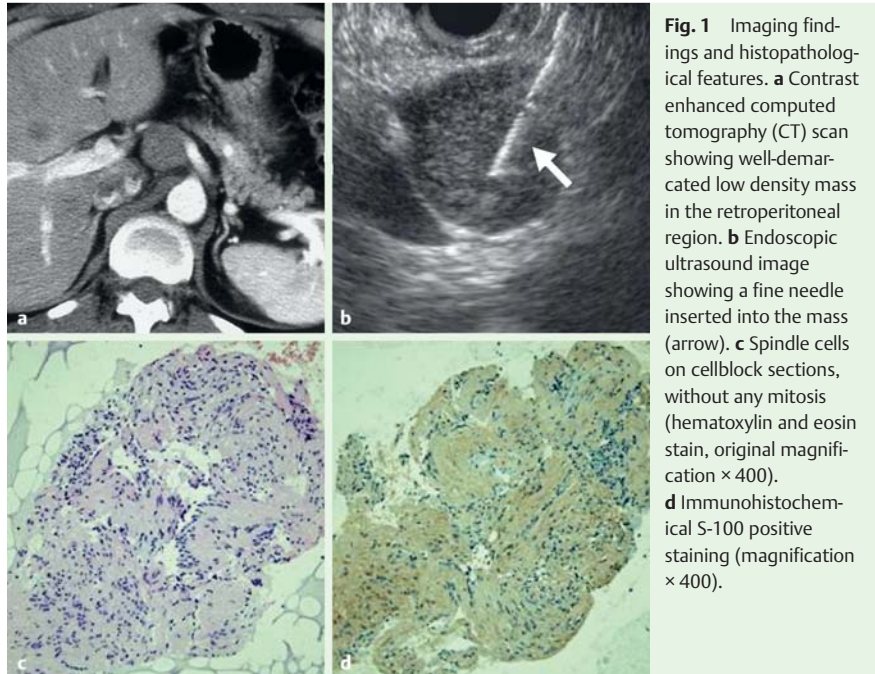 Fig. 1 Imaging find-
ings and histopatholog-
ical features. a Contrast
enhanced computed
tomography (CT) scan
showing well-demar-
cated low density mass
in the retroperitoneal
region. b Endoscopic
ultrasound image
showing a fine needle
inserted into the mass
(arrow). c Spindle cells
on cellblock sections,
without any mitosis
(hematoxylin and eosin
stain, original magnifi-
cation × 400).
d Immunohistochem-
ical S-100 positive
staining (magnification
× 400).
a
b
c
d